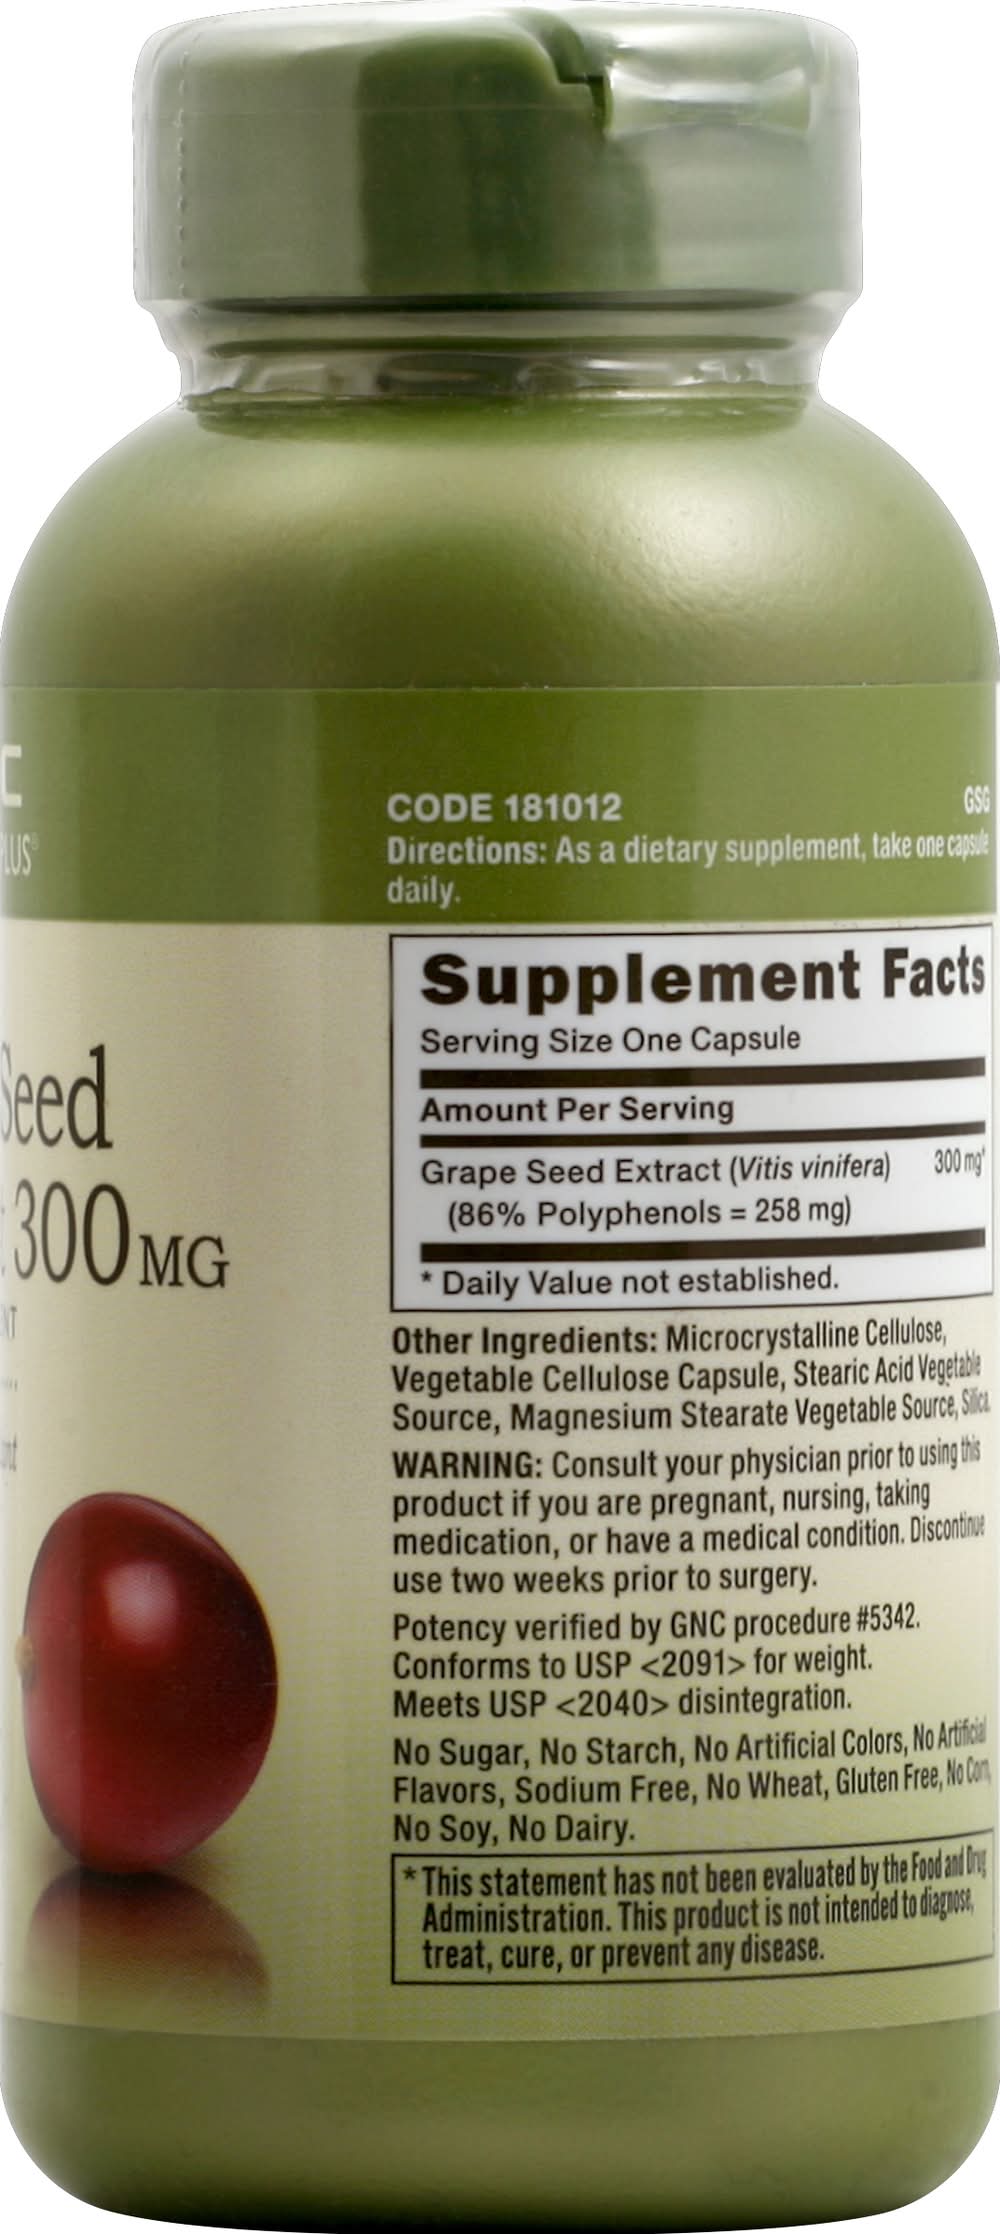 PLUS®
Seed
300 MG
CODE 181012 GSG
Directions: As a dietary supplement, take one capsule
daily.
Supplement Facts
Serving Size One Capsule
Amount Per Serving
Grape Seed Extract (Vitis vinifera) 300 mg*
(86% Polyphenols = 258 mg)
* Daily Value not established.
Other Ingredients: Microcrystalline Cellulose,
Vegetable Cellulose Capsule, Stearic Acid Vegetable
Source, Magnesium Stearate Vegetable Source, Silica.
WARNING: Consult your physician prior to using this
product if you are pregnant, nursing, taking
medication, or have a medical condition. Discontinue
use two weeks prior to surgery.
Potency verified by GNC procedure #5342.
Conforms to USP <2091> for weight.
Meets USP <2040> disintegration.
No Sugar, No Starch, No Artificial Colors, No Artificial
Flavors, Sodium Free, No Wheat, Gluten Free, No Corn,
No Soy, No Dairy.
* This statement has not been evaluated by the Food and Drug
Administration. This product is not intended to diagnose,
treat, cure, or prevent any disease.